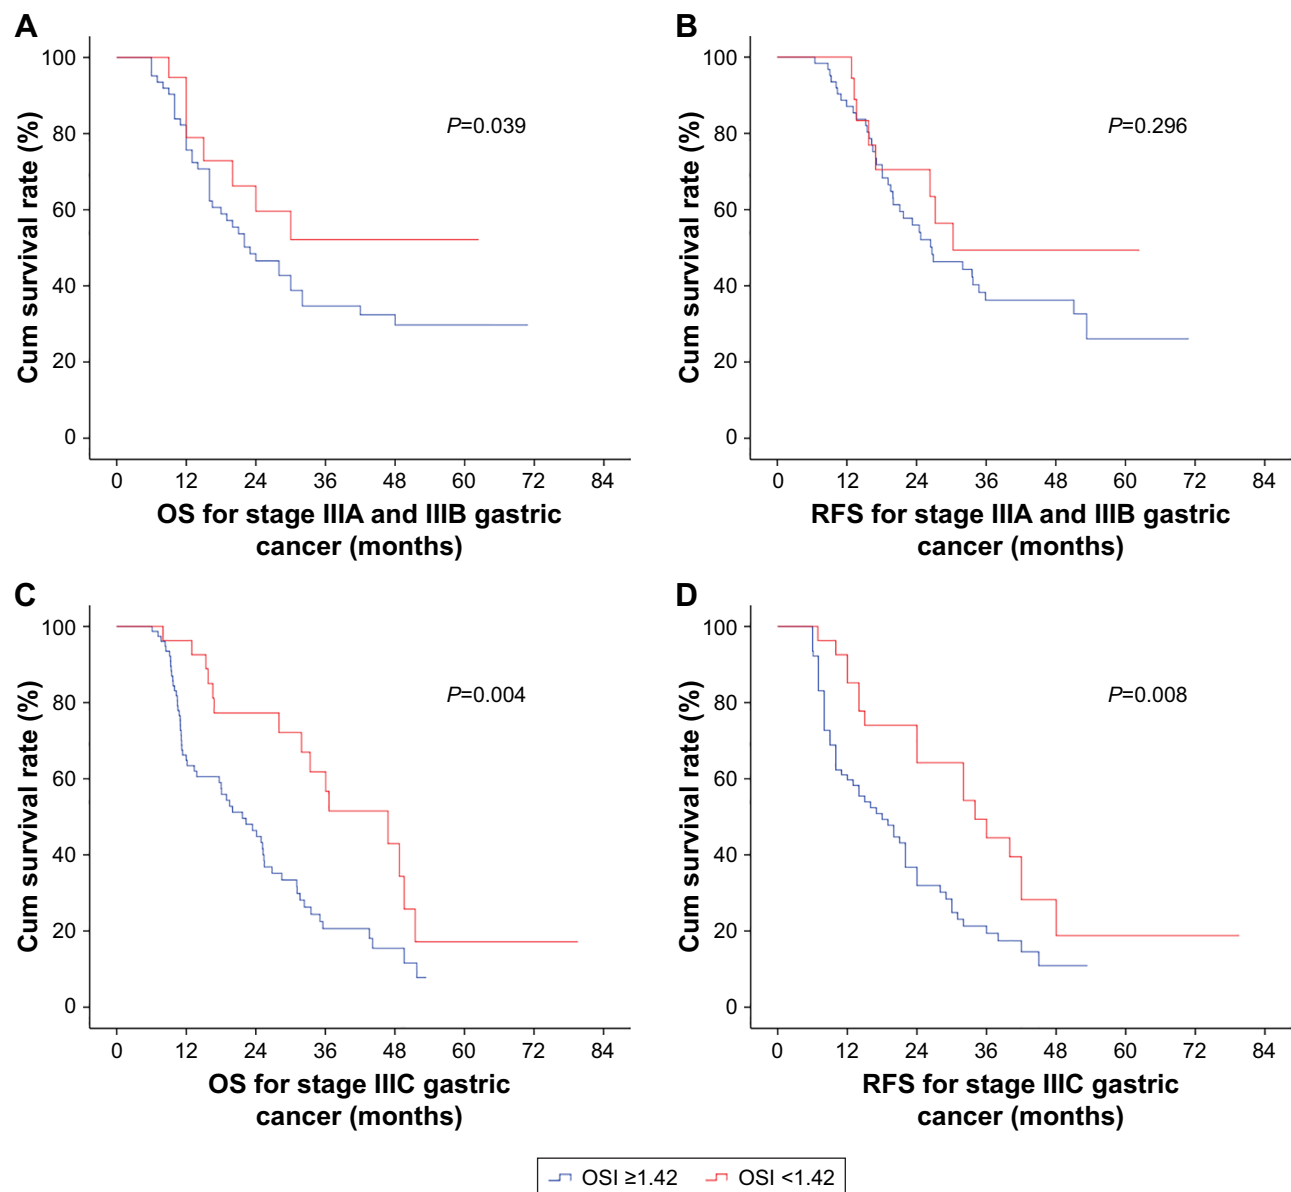 A
Cum survival rate (%)
100
80
60
40
20
0
P=0.039
0 12 24 36 48 60 72 84
OS for stage IIIA and IIIB gastric
cancer (months)
B
Cum survival rate (%)
100
80
60
40
20
0
P=0.296
0 12 24 36 48 60 72 84
RFS for stage IIIA and IIIB gastric
cancer (months)
C
Cum survival rate (%)
100
80
60
40
20
0
P=0.004
0 12 24 36 48 60 72 84
OS for stage IIIC gastric
cancer (months)
D
Cum survival rate (%)
100
80
60
40
20
0
P=0.008
0 12 24 36 48 60 72 84
RFS for stage IIIC gastric
cancer (months)
OSI ≥1.42 OSI <1.42